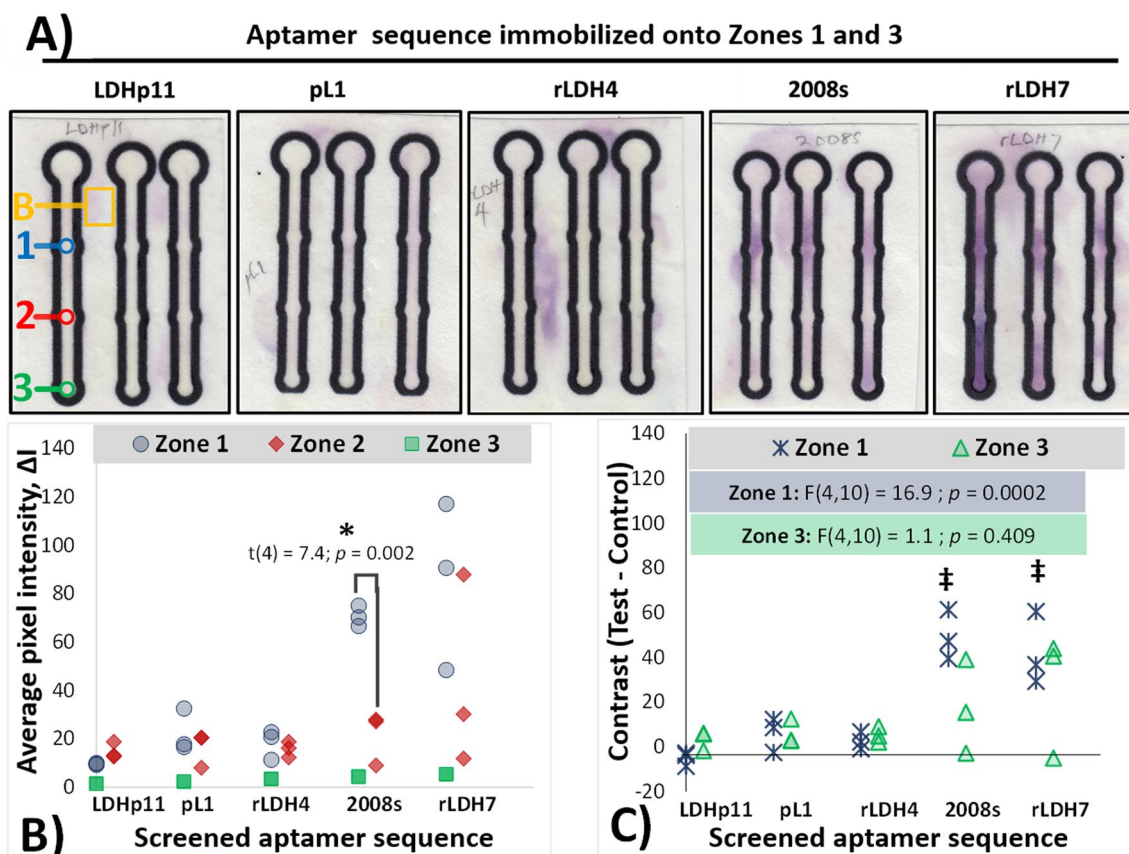 A)
Aptamer sequence immobilized onto Zones 1 and 3
LDHp11 pL1 rLDH4 2008s rLDH7
LDHp11
pL1
LDH
4
2008s
rLDH7
B
1
2
3
Zone 1 Zone 2 Zone 3
Average pixel intensity, ΔI
140
120
100
80
60
40
20
0
*
t(4) = 7.4; p = 0.002
LDHp11 pL1 rLDH4 2008s rLDH7
B) Screened aptamer sequence
Zone 1 Zone 3
Zone 1: F(4,10) = 16.9 ; p = 0.0002
Zone 3: F(4,10) = 1.1 ; p = 0.409
Contrast (Test - Control)
140
120
100
80
60
40
20
0
-20
‡ ‡
LDHp11 pL1 rLDH4 2008s rLDH7
C) Screened aptamer sequence